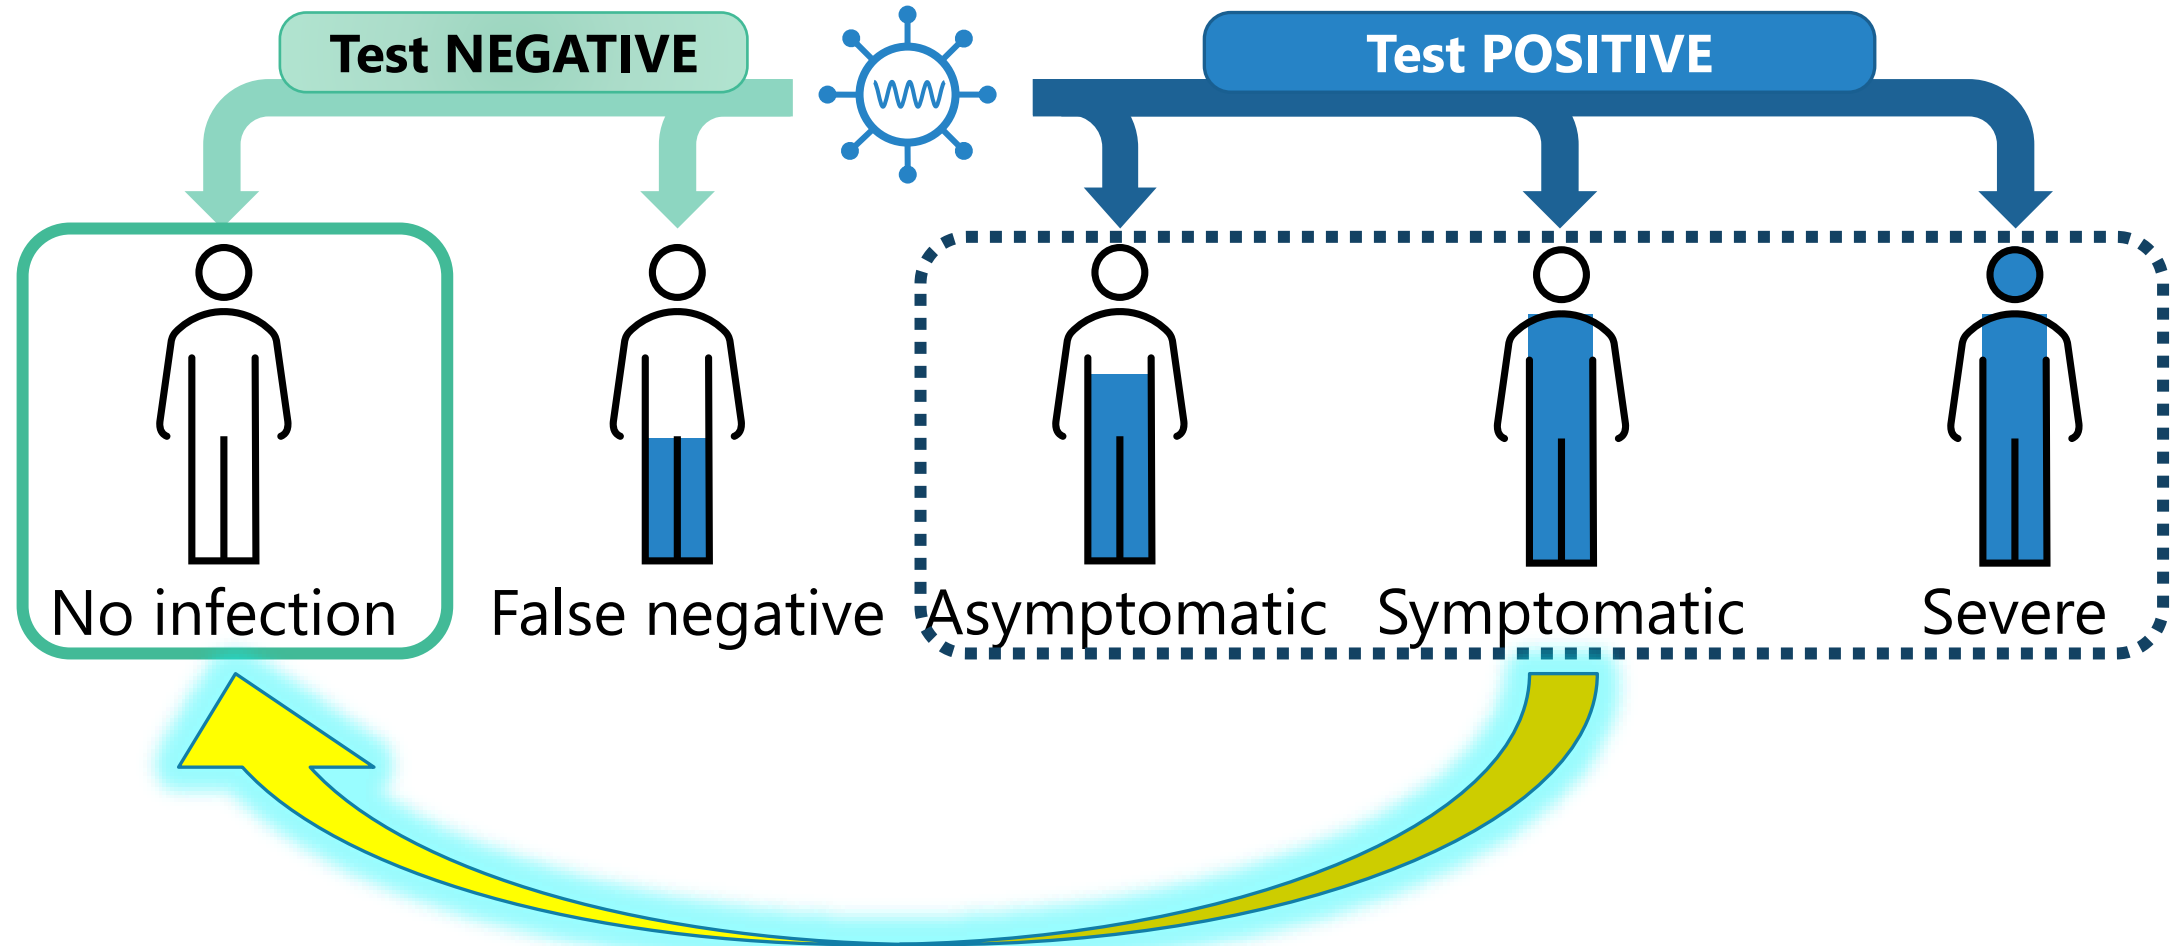 Test NEGATIVE
Test POSITIVE
No infection
False negative
Asymptomatic
Symptomatic
Severe